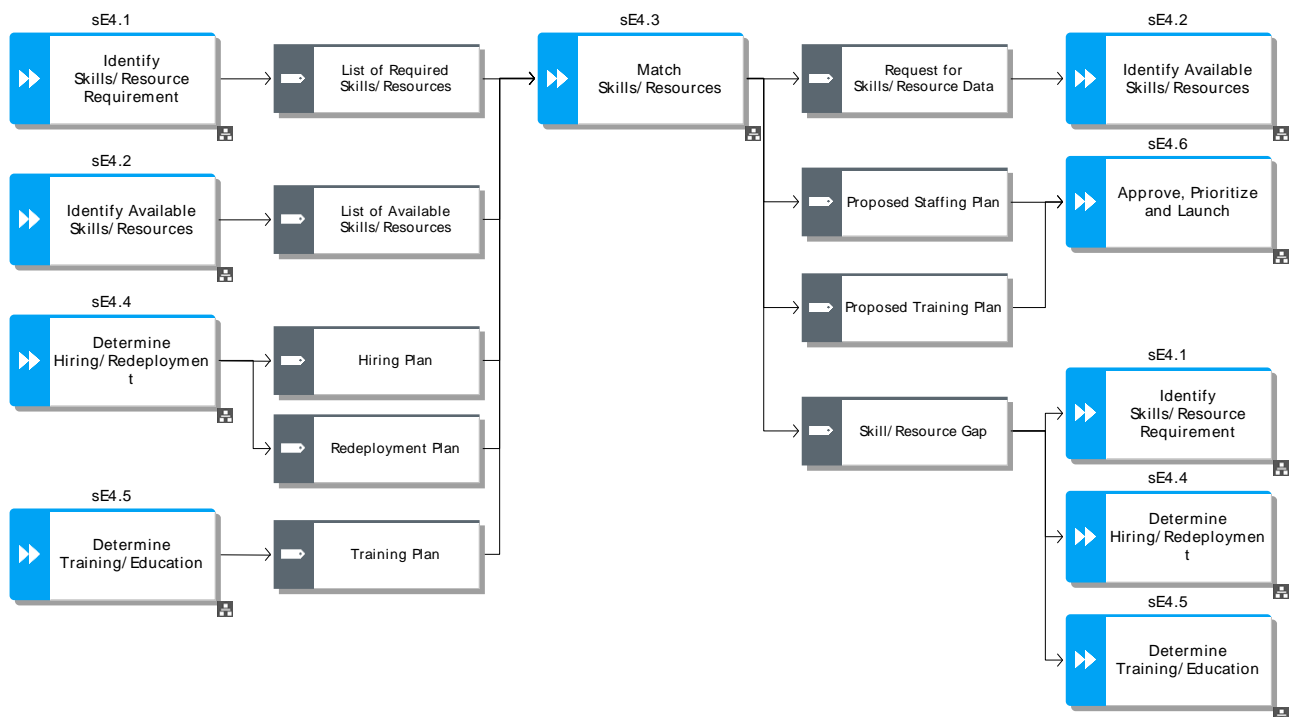 sE4.1
Identify
Skills/Resource
Requirement
List of Required
Skills/Resources
sE4.2
Identify Available
Skills/Resources
List of Available
Skills/Resources
sE4.4
Determine
Hiring/Redeploymen
t
Hiring Plan
Redeployment Plan
sE4.5
Determine
Training/Education
Training Plan
sE4.3
Match
Skills/Resources
Request for
Skills/Resource Data
Proposed Staffing Plan
Proposed Training Plan
Skill/Resource Gap
sE4.2
Identify Available
Skills/Resources
sE4.6
Approve, Prioritize
and Launch
sE4.1
Identify
Skills/Resource
Requirement
sE4.4
Determine
Hiring/Redeploymen
t
sE4.5
Determine
Training/Education